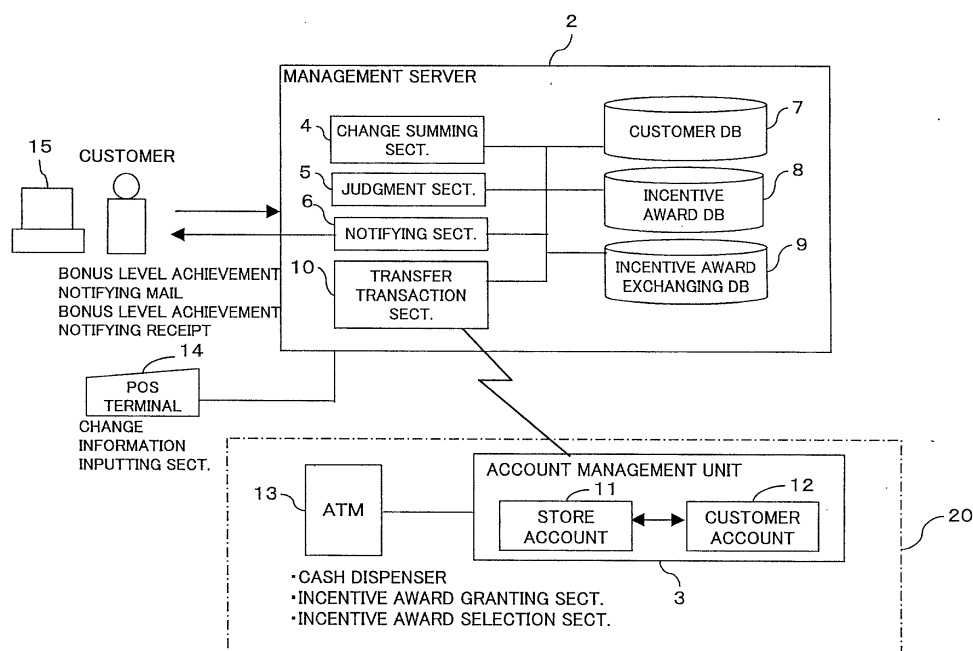 2
MANAGEMENT SERVER
4
CHANGE SUMMING
SECT.
5
JUDGMENT SECT.
6
NOTIFYING SECT.
10
TRANSFER
TRANSACTION
SECT.
7
CUSTOMER DB
8
INCENTIVE
AWARD DB
9
INCENTIVE AWARD
EXCHANGING DB
15
CUSTOMER
BONUS LEVEL ACHIEVEMENT
NOTIFYING MAIL
BONUS LEVEL ACHIEVEMENT
NOTIFYING RECEIPT
14
POS
TERMINAL
CHANGE
INFORMATION
INPUTTING SECT.
13
ATM
ACCOUNT MANAGEMENT UNIT
11
STORE
ACCOUNT
12
CUSTOMER
ACCOUNT
20
3
・CASH DISPENSER
・INCENTIVE AWARD GRANTING SECT.
・INCENTIVE AWARD SELECTION SECT.